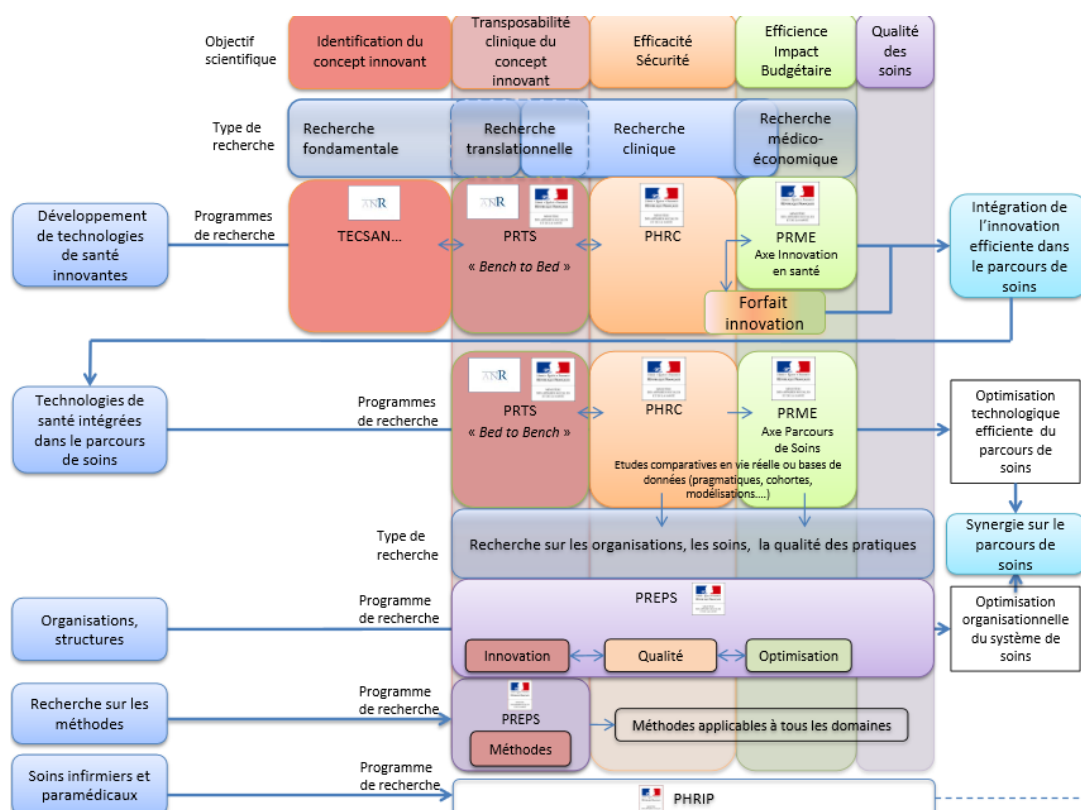 Objectif
scientifique
Identification du
concept innovant
Transposabilité
clinique du
concept
innovant
Efficacité
Sécurité
Efficience
Impact
Budgétaire
Qualité
des
soins
Type de
recherche
Recherche
fondamentale
Recherche
translationnelle
Recherche
clinique
Recherche
médico-
économique
Développement
de technologies
de santé
innovantes
Programmes
de recherche
ANR
TECSAN...
ANR
PRTS
« Bench to Bed »
PHRC
PRME
Axe Innovation
en santé
Forfait
innovation
Intégration de
l'innovation
efficiente dans
le parcours de
soins
Technologies de
santé intégrées
dans le parcours
de soins
Programmes
de recherche
ANR
PRTS
« Bed to Bench »
PHRC
PRME
Axe Parcours
de Soins
Etudes comparatives en vie réelle ou bases de
données (pragmatiques, cohortes,
modélisations....)
Optimisation
technologique
efficiente du
parcours de
soins
Type de
recherche
Recherche sur les organisations, les soins, la qualité des pratiques
Synergie sur le
parcours de
soins
Organisations,
structures
Programme
de recherche
PREPS
Innovation
Qualité
Optimisation
Optimisation
organisationnelle
du système de
soins
Recherche sur les
méthodes
Programme
de recherche
PREPS
Méthodes
Méthodes applicables à tous les domaines
Soins infirmiers et
paramédicaux
Programme
de recherche
PHRIP